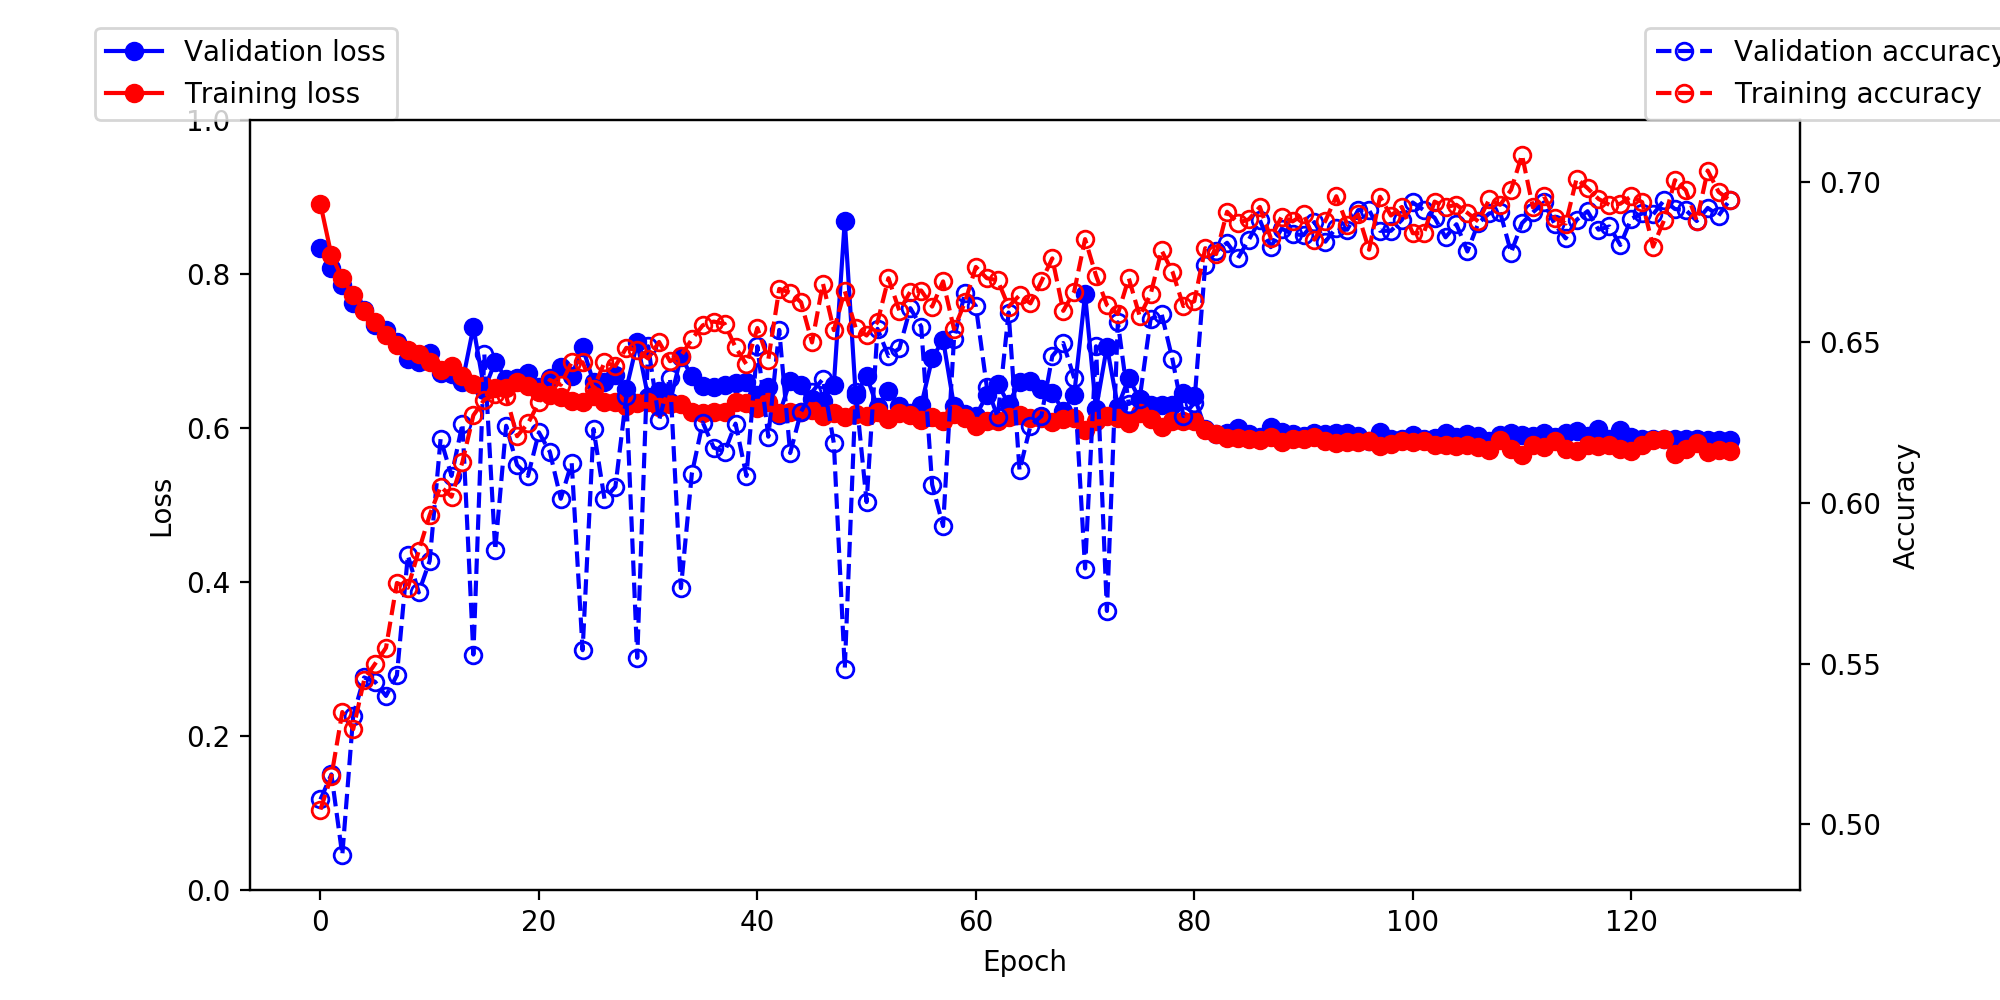 Validation loss
Training loss
Validation accuracy
Training accuracy
1.0
0.8
0.6
0.4
0.2
0.0
Loss
0.70
0.65
0.60
0.55
0.50
Accuracy
0 20 40 60 80 100 120
Epoch